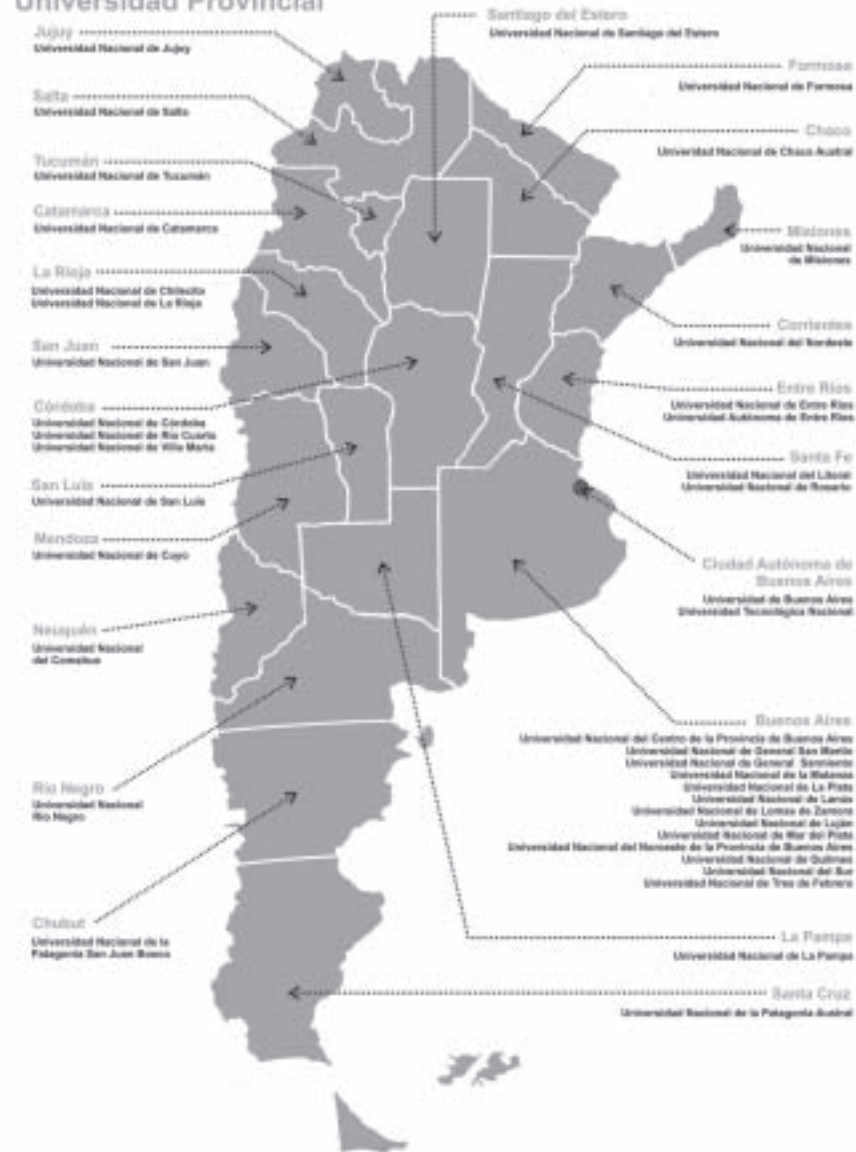 Universidad Provincial
Jujuy
Universidad Nacional de Jujuy
Salta
Universidad Nacional de Salta
Tucumán
Universidad Nacional de Tucumán
Catamarca
Universidad Nacional de Catamarca
La Rioja
Universidad Nacional de Chilecito
Universidad Nacional de La Rioja
San Juan
Universidad Nacional de San Juan
Córdoba
Universidad Nacional de Córdoba
Universidad Nacional de Río Cuarto
Universidad Nacional de Villa María
San Luis
Universidad Nacional de San Luis
Mendoza
Universidad Nacional de Cuyo
Neuquén
Universidad Nacional
del Comahue
Río Negro
Universidad Nacional
Río Negro
Chubut
Universidad Nacional de la
Patagonia San Juan Bosco
Santiago del Estero
Universidad Nacional de Santiago del Estero
Formosa
Universidad Nacional de Formosa
Chaco
Universidad Nacional de Chaco Austral
Misiones
Universidad Nacional
de Misiones
Corrientes
Universidad Nacional del Nordeste
Entre Ríos
Universidad Nacional de Entre Ríos
Universidad Autónoma de Entre Ríos
Santa Fe
Universidad Nacional del Litoral
Universidad Nacional de Rosario
Ciudad Autónoma de
Buenos Aires
Universidad de Buenos Aires
Universidad Tecnológica Nacional
Buenos Aires
Universidad Nacional del Centro de la Provincia de Buenos Aires
Universidad Nacional de General San Martín
Universidad Nacional de General Sarmiento
Universidad Nacional de la Matanza
Universidad Nacional de La Plata
Universidad Nacional de Lanús
Universidad Nacional de Lomas de Zamora
Universidad Nacional de Luján
Universidad Nacional de Mar del Plata
Universidad Nacional del Noroeste de la Provincia de Buenos Aires
Universidad Nacional de Quilmes
Universidad Nacional del Sur
Universidad Nacional de Tres de Febrero
La Pampa
Universidad Nacional de La Pampa
Santa Cruz
Universidad Nacional de la Patagonia Austral